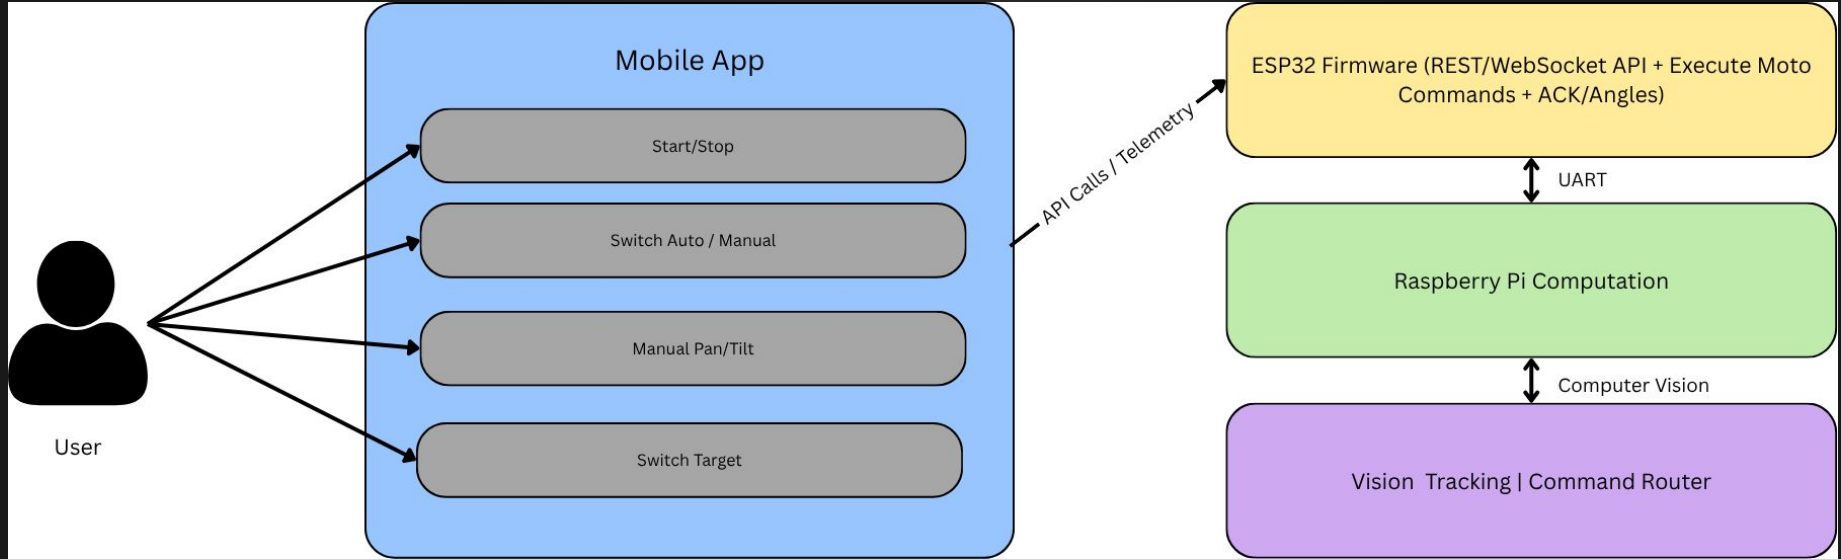 Mobile App
Start/Stop
Switch Auto / Manual
Manual Pan/Tilt
Switch Target
User
API Calls / Telemetry
ESP32 Firmware (REST/WebSocket API + Execute Moto
Commands + ACK/Angles)
UART
Raspberry Pi Computation
Computer Vision
Vision Tracking | Command Router